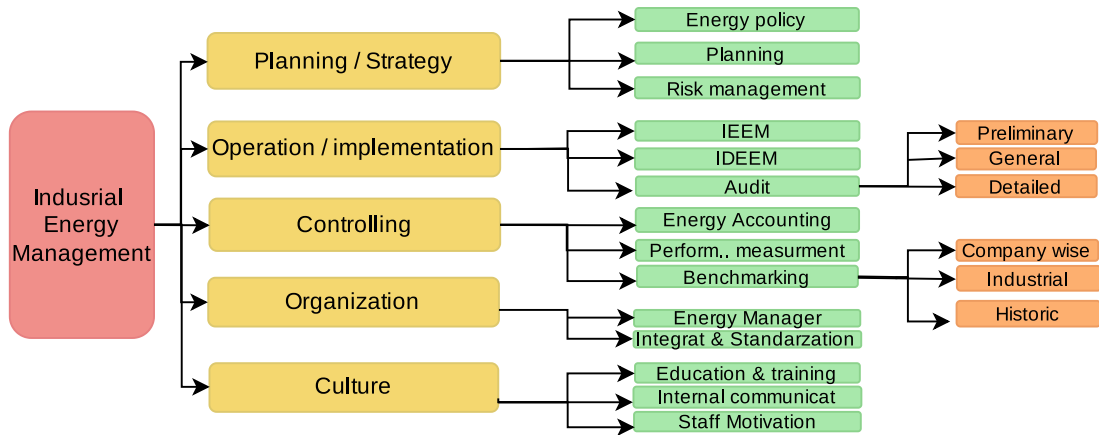 Indusrial
Energy
Management
Planning / Strategy
Energy policy
Planning
Risk management
Operation / implementation
IEEM
IDEEM
Audit
Preliminary
General
Detailed
Controlling
Energy Accounting
Perform.. measurment
Benchmarking
Company wise
Industrial
Historic
Organization
Energy Manager
Integrat & Standarzation
Culture
Education & training
Internal communicat
Staff Motivation